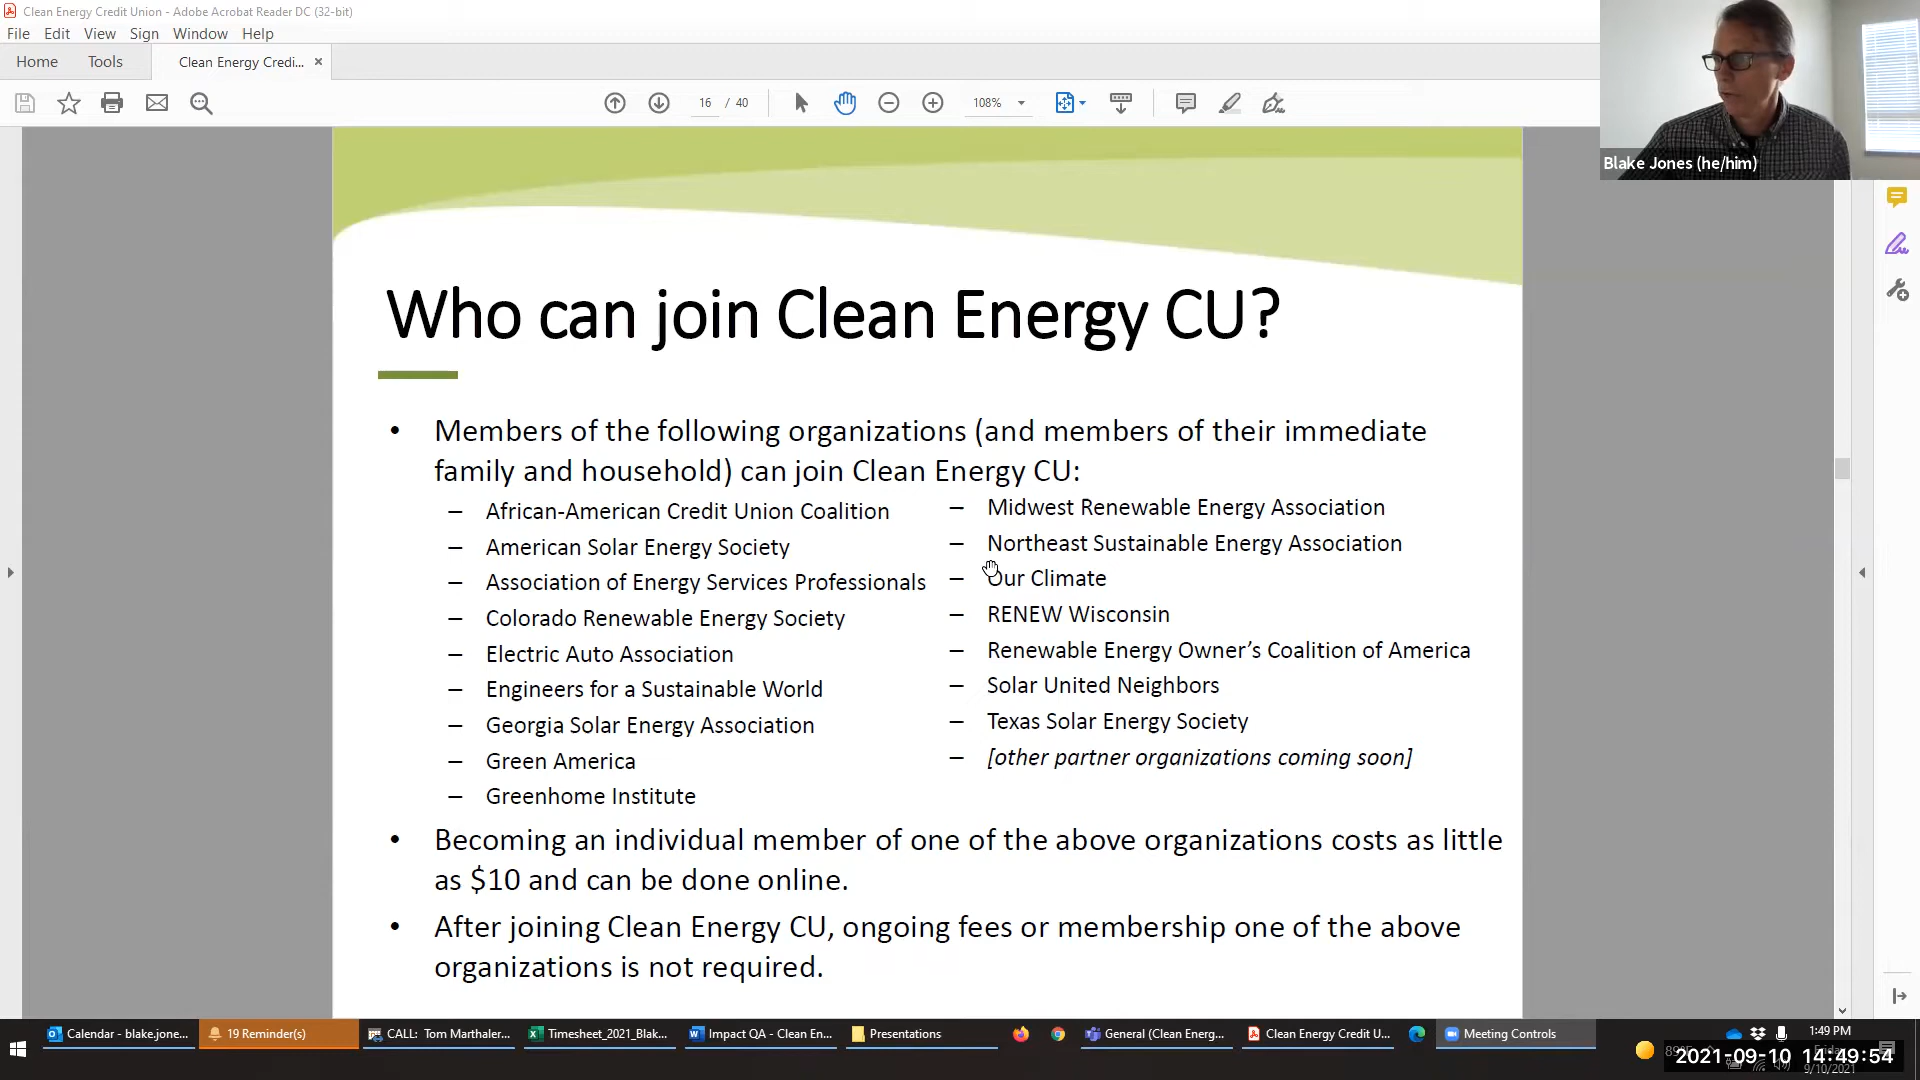 Clean Energy Credit Union - Adobe Acrobat Reader DC (32-bit)
File Edit View Sign Window Help
Home Tools Clean Energy Credi... ×
16 / 40 108%
Blake Jones (he/him)
Who can join Clean Energy CU?
• Members of the following organizations (and members of their immediate
family and household) can join Clean Energy CU:
– African-American Credit Union Coalition
– American Solar Energy Society
– Association of Energy Services Professionals
– Colorado Renewable Energy Society
– Electric Auto Association
– Engineers for a Sustainable World
– Georgia Solar Energy Association
– Green America
– Greenhome Institute
– Midwest Renewable Energy Association
– Northeast Sustainable Energy Association
– Our Climate
– RENEW Wisconsin
– Renewable Energy Owner’s Coalition of America
– Solar United Neighbors
– Texas Solar Energy Society
– [other partner organizations coming soon]
• Becoming an individual member of one of the above organizations costs as little
as $10 and can be done online.
• After joining Clean Energy CU, ongoing fees or membership one of the above
organizations is not required.
Calendar - blake.jone... 19 Reminder(s) CALL: Tom Marthaler... Timesheet_2021_Blak... Impact QA - Clean En... Presentations General (Clean Energ... Clean Energy Credit U... Meeting Controls 1:49 PM
2021-09-10 14:49:54
9/10/2021